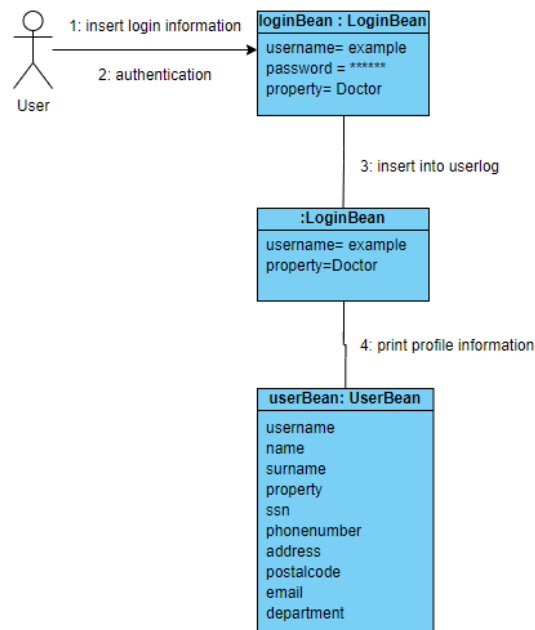 1: insert login information
2: authentication
User
loginBean : LoginBean
username= example
password = ******
property= Doctor
3: insert into userlog
:LoginBean
username= example
property=Doctor
4: print profile information
userBean: UserBean
username
name
surname
property
ssn
phonenumber
address
postalcode
email
department